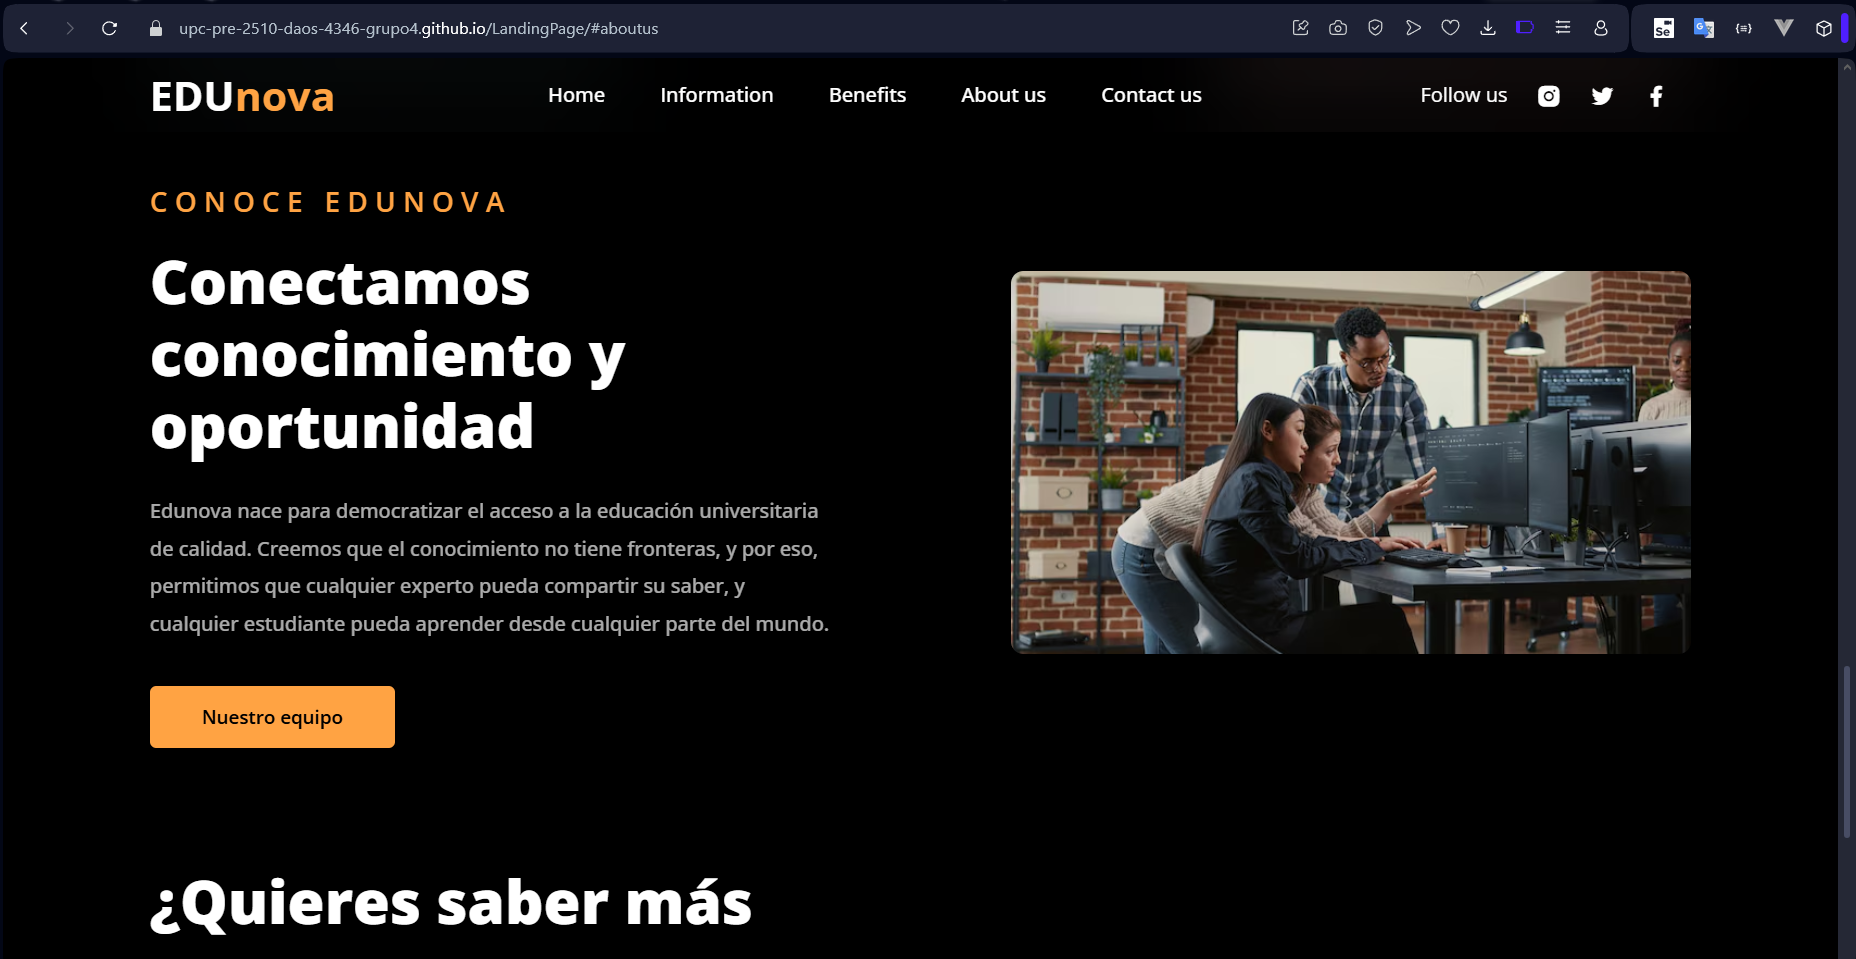 upc-pre-2510-daos-4346-grupo4.github.io/LandingPage/#aboutus
EDUnova
Home Information Benefits About us Contact us Follow us
CONOCE EDUNOVA
Conectamos
conocimiento y
oportunidad
Edunova nace para democratizar el acceso a la educación universitaria
de calidad. Creemos que el conocimiento no tiene fronteras, y por eso,
permitimos que cualquier experto pueda compartir su saber, y
cualquier estudiante pueda aprender desde cualquier parte del mundo.
Nuestro equipo
¿Quieres saber más